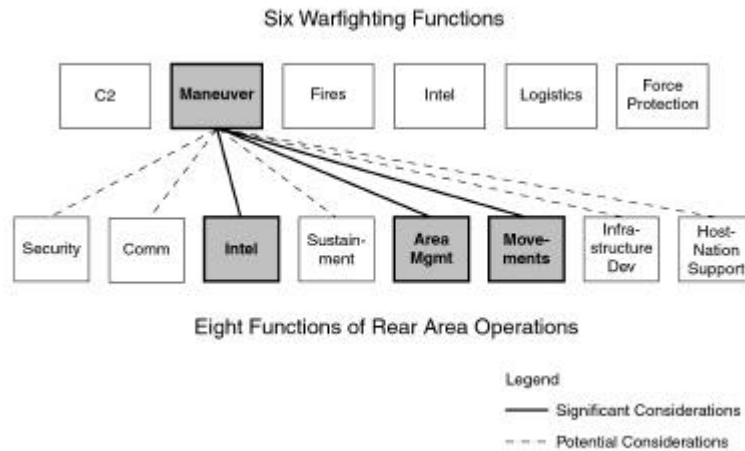 Six Warfighting Functions
C2
Maneuver
Fires
Intel
Logistics
Force
Protection
Security
Comm
Intel
Sustain-
ment
Area
Mgmt
Move-
ments
Infra-
structure
Dev
Host-
Nation
Support
Eight Functions of Rear Area Operations
Legend
Significant Considerations
Potential Considerations